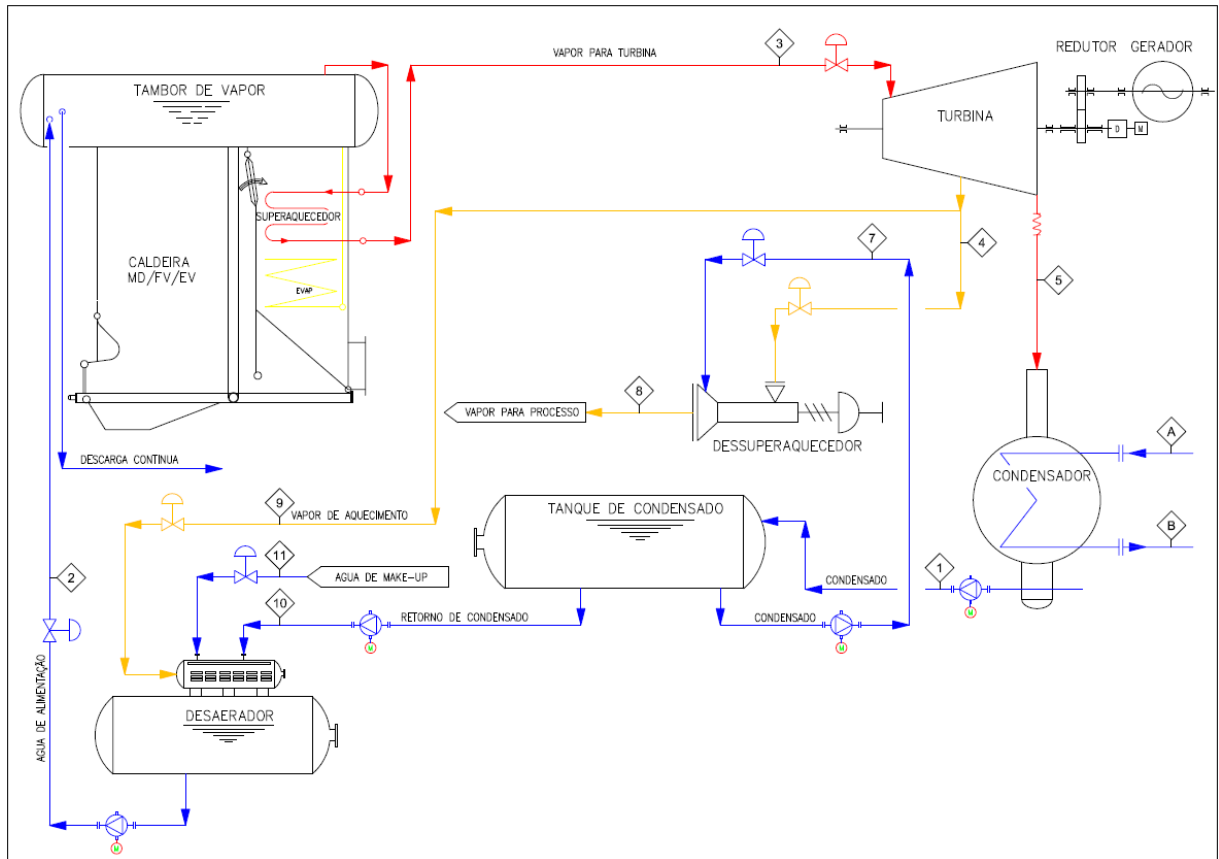 3
VAPOR PARA TURBINA
REDUTOR GERADOR
TAMBOR DE VAPOR
TURBINA
D
M
SUPERAQUECEDOR
7
4
CALDEIRA
MD/FV/EV
EVAP
5
8
VAPOR PARA PROCESSO
DESSUPERAQUECEDOR
A
DESCARGA CONTINUA
CONDENSADOR
9
VAPOR DE AQUECIMENTO
TANQUE DE CONDENSADO
B
11
AGUA DE MAKE-UP
2
CONDENSADO
1
M
10
RETORNO DE CONDENSADO
CONDENSADO
M
M
AGUA DE ALIMENTAÇÃO
DESAERADOR
M